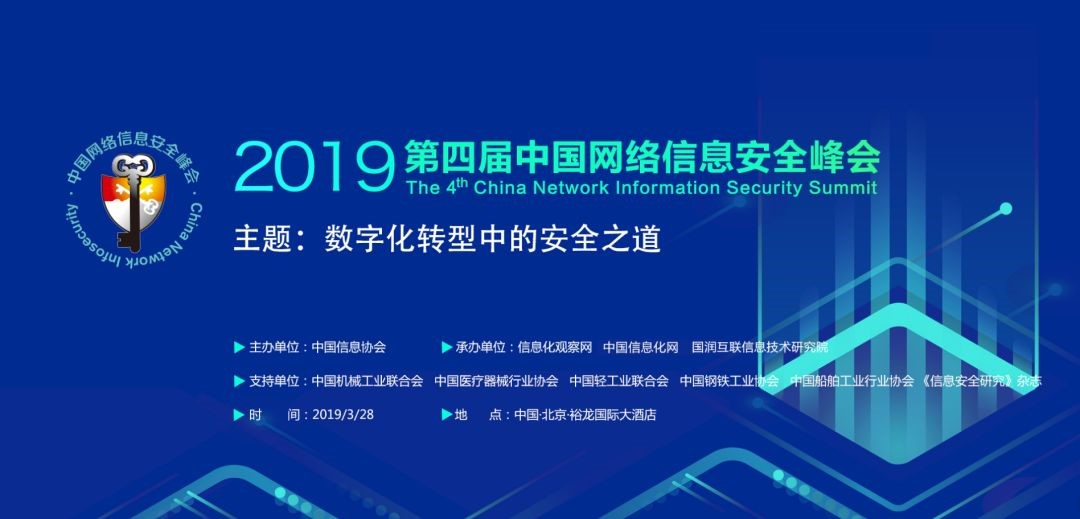 中国网络信息安全峰会 · China Network Infosecurity ·
2019 第四届中国网络信息安全峰会
The 4th China Network Information Security Summit
主题：数字化转型中的安全之道
主办单位：中国信息协会 承办单位：信息化观察网 中国信息化网 国润互联信息技术研究院
支持单位：中国机械工业联合会 中国医疗器械行业协会 中国轻工业联合会 中国钢铁工业协会 中国船舶工业行业协会 《信息安全研究》杂志
时 间：2019/3/28 地 点：中国·北京·裕龙国际大酒店